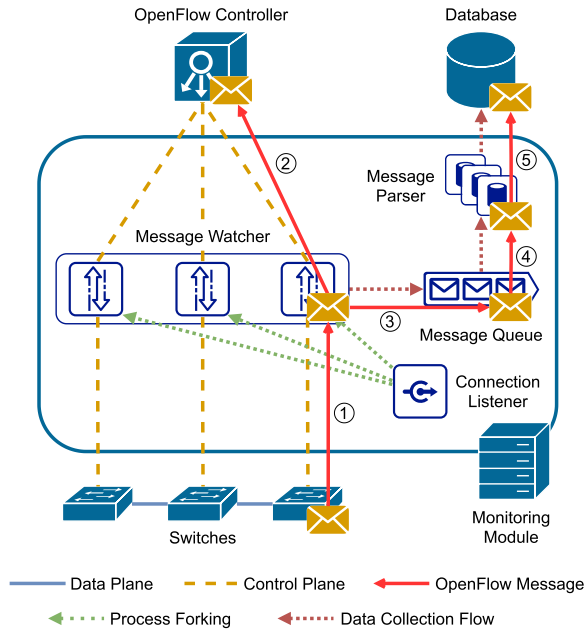 OpenFlow Controller
Database
②
⑤
Message
Parser
Message Watcher
④
③
Message Queue
Connection
Listener
①
Switches
Monitoring
Module
Data Plane
Control Plane
OpenFlow Message
Process Forking
Data Collection Flow